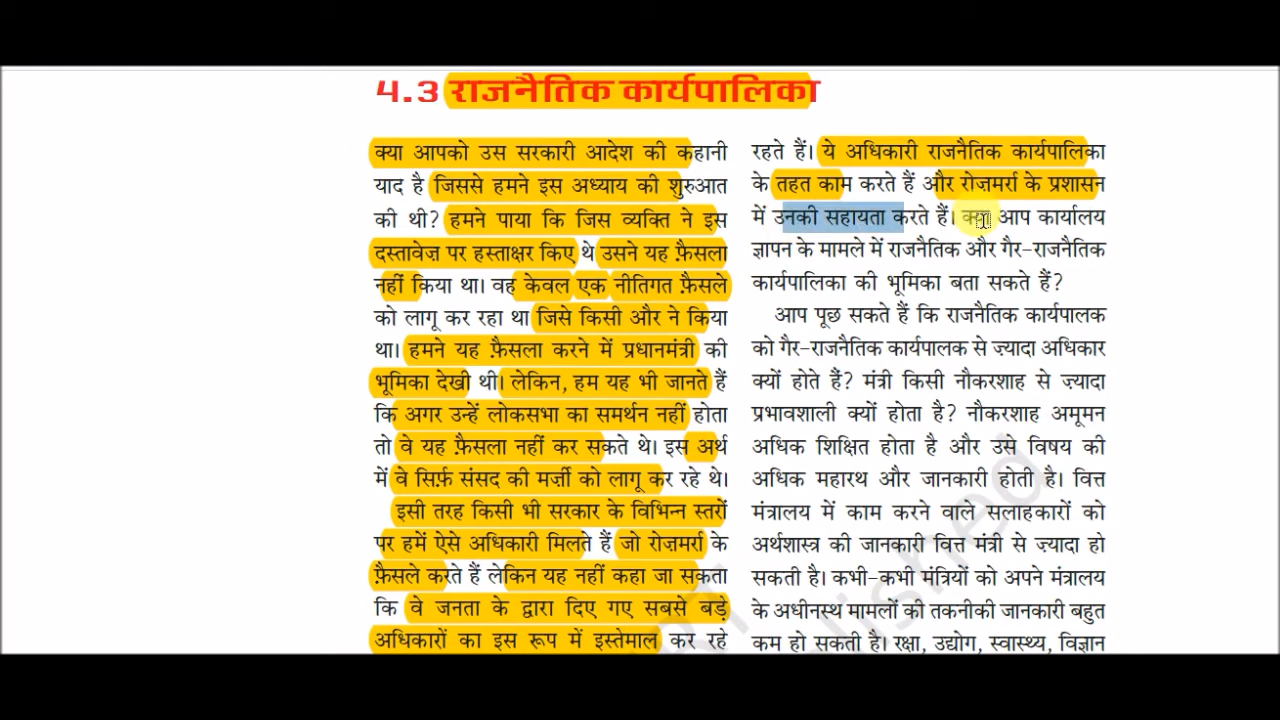 4.3 राजनैतिक कार्यपालिका
क्या आपको उस सरकारी आदेश की कहानी
याद है जिससे हमने इस अध्याय की शुरुआत
की थी? हमने पाया कि जिस व्यक्ति ने इस
दस्तावेज़ पर हस्ताक्षर किए थे उसने यह फ़ैसला
नहीं किया था। वह केवल एक नीतिगत फ़ैसले
को लागू कर रहा था जिसे किसी और ने किया
था। हमने यह फ़ैसला करने में प्रधानमंत्री की
भूमिका देखी थी। लेकिन, हम यह भी जानते हैं
कि अगर उन्हें लोकसभा का समर्थन नहीं होता
तो वे यह फ़ैसला नहीं कर सकते थे। इस अर्थ
में वे सिर्फ़ संसद की मर्जी को लागू कर रहे थे।
इसी तरह किसी भी सरकार के विभिन्न स्तरों
पर हमें ऐसे अधिकारी मिलते हैं जो रोज़मर्रा के
फ़ैसले करते हैं लेकिन यह नहीं कहा जा सकता
कि वे जनता के द्वारा दिए गए सबसे बड़े
अधिकारों का इस रूप में इस्तेमाल कर रहे
रहते हैं। ये अधिकारी राजनैतिक कार्यपालिका
के तहत काम करते हैं और रोज़मर्रा के प्रशासन
में उनकी सहायता करते हैं। क्या आप कार्यालय
ज्ञापन के मामले में राजनैतिक और गैर-राजनैतिक
कार्यपालिका की भूमिका बता सकते हैं?
आप पूछ सकते हैं कि राजनैतिक कार्यपालक
को गैर-राजनैतिक कार्यपालक से ज्यादा अधिकार
क्यों होते हैं? मंत्री किसी नौकरशाह से ज़्यादा
प्रभावशाली क्यों होता है? नौकरशाह अमूमन
अधिक शिक्षित होता है और उसे विषय की
अधिक महारथ और जानकारी होती है। वित्त
मंत्रालय में काम करने वाले सलाहकारों को
अर्थशास्त्र की जानकारी वित्त मंत्री से ज्यादा हो
सकती है। कभी-कभी मंत्रियों को अपने मंत्रालय
के अधीनस्थ मामलों की तकनीकी जानकारी बहुत
कम हो सकती है। रक्षा, उद्योग, स्वास्थ्य, विज्ञान